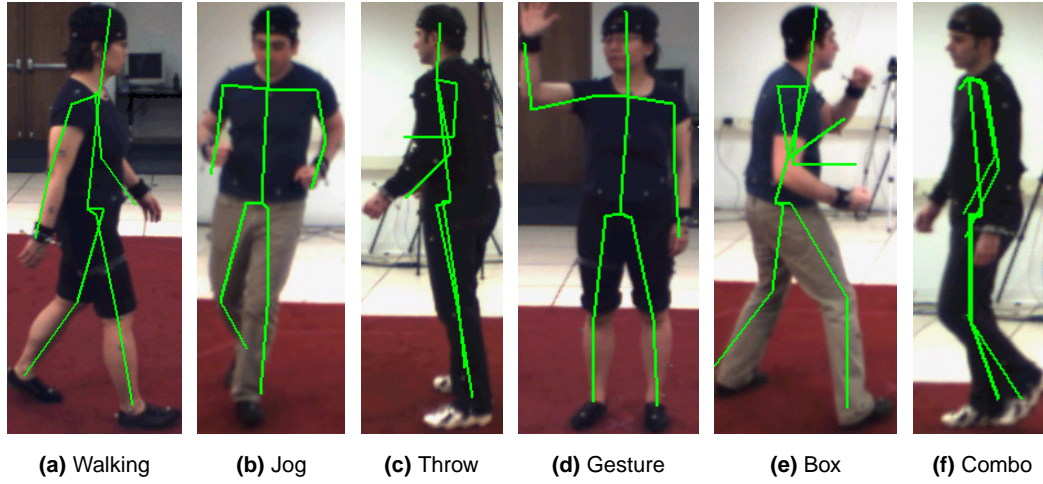 (a) Walking
(b) Jog
(c) Throw
(d) Gesture
(e) Box
(f) Combo